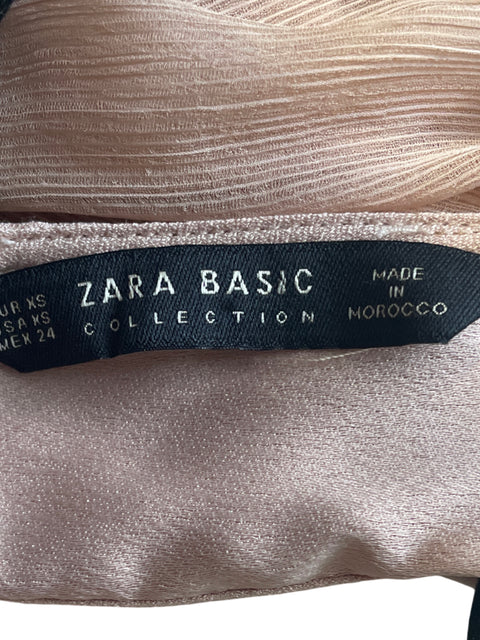 UR XS
SA XS
MEX 24
ZARA BASIC
COLLECTION
MADE
IN
MOROCCO